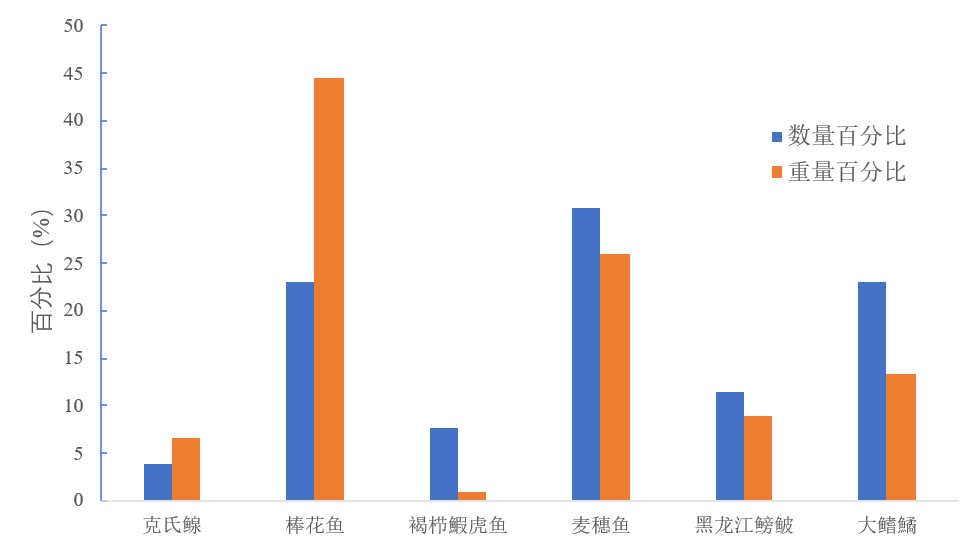 50
45
40
35
30
25
20
15
10
5
0
百分比（%）
数量百分比
重量百分比
克氏鳈
棒花鱼
褐栉鰕虎鱼
麦穗鱼
黑龙江鳑鲏
大鳍鱊